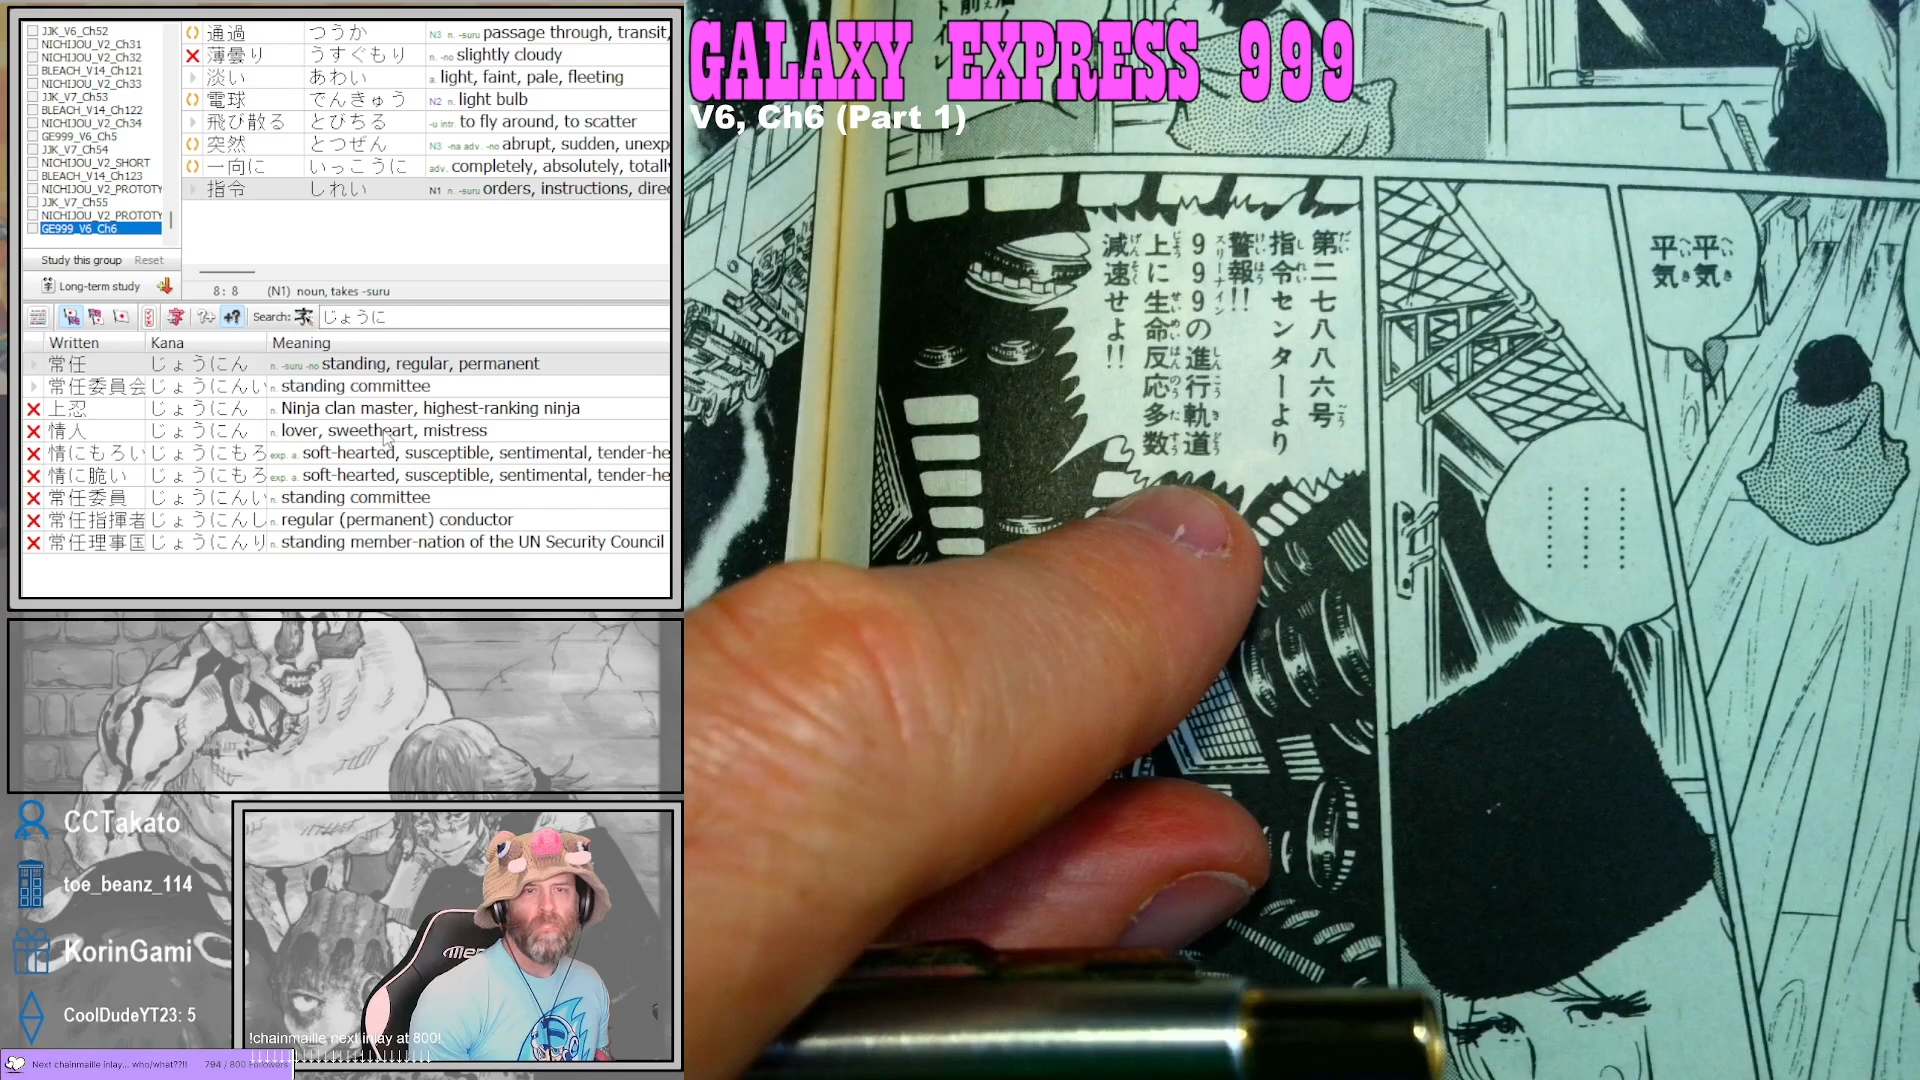 JJK_V6_Ch52
NICHIJOU_V2_Ch31
NICHIJOU_V2_Ch32
BLEACH_V14_Ch121
NICHIJOU_V2_Ch33
JJK_V7_Ch53
BLEACH_V14_Ch122
NICHIJOU_V2_Ch34
GE999_V6_Ch5
JJK_V7_Ch54
NICHIJOU_V2_SHORT
BLEACH_V14_Ch123
NICHIJOU_V2_PROTOTY
JJK_V7_Ch55
NICHIJOU_V2_PROTOTY
GE999_V6_Ch6
Study this group Reset
Long-term study
通過 つうか N3 n. -suru passage through, transit,
薄曇り うすぐもり n. -no slightly cloudy
淡い あわい a. light, faint, pale, fleeting
電球 でんきゅう N2 n. light bulb
飛び散る とびちる -u intr. to fly around, to scatter
突然 とつぜん N3 -na adv. -no abrupt, sudden, unexp
一向に いっこうに adv. completely, absolutely, totall
指令 しれい N1 n. -suru orders, instructions, direc
8: 8 (N1) noun, takes -suru
Search: じょうに
Written Kana Meaning
常任 じょうにん n. -suru -no standing, regular, permanent
常任委員会 じょうにんい n. standing committee
上忍 じょうにん n. Ninja clan master, highest-ranking ninja
情人 じょうにん n. lover, sweetheart, mistress
情にもろい じょうにもろ exp. a. soft-hearted, susceptible, sentimental, tender-he
情に脆い じょうにもろ exp. a. soft-hearted, susceptible, sentimental, tender-he
常任委員 じょうにんい n. standing committee
常任指揮者 じょうにんし n. regular (permanent) conductor
常任理事国 じょうにんり n. standing member-nation of the UN Security Council
GALAXY EXPRESS 999
V6, Ch6 (Part 1)
平気
平気
第二七八八六号
指令センターより
警報!!
999の進行軌道
上に生命反応多数
減速せよ!!
CCTakato
toe_beanz_114
KorinGami
CoolDudeYT23: 5
!chainmaille next inlay at 800!
Next chainmaille inlay... who/what??!! 794 / 800 Followers